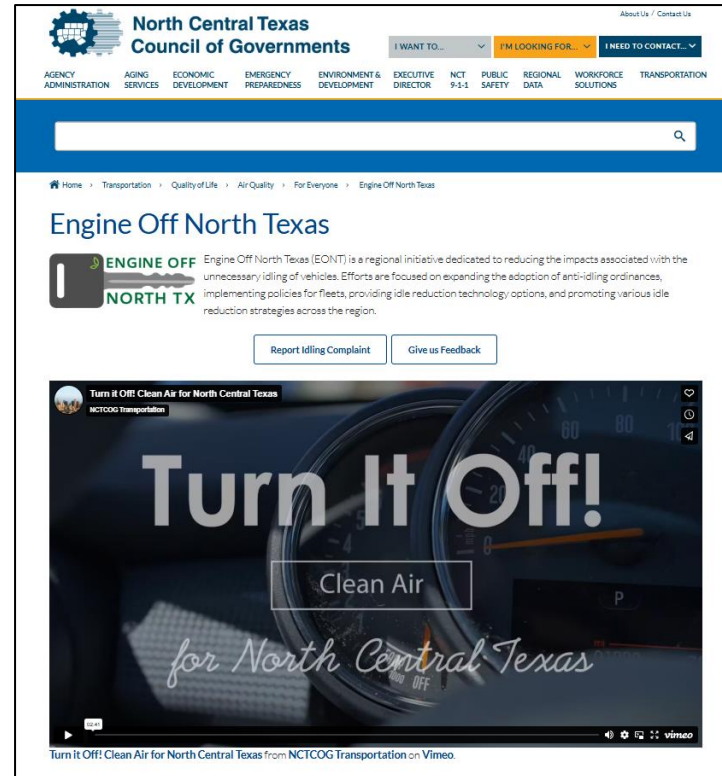 North Central Texas
Council of Governments
About Us / Contact Us
I WANT TO...
I'M LOOKING FOR...
I NEED TO CONTACT...
AGENCY ADMINISTRATION
AGING SERVICES
ECONOMIC DEVELOPMENT
EMERGENCY PREPAREDNESS
ENVIRONMENT & DEVELOPMENT
EXECUTIVE DIRECTOR
NCT 9-1-1
PUBLIC SAFETY
REGIONAL DATA
WORKFORCE SOLUTIONS
TRANSPORTATION
Home > Transportation > Quality of Life > Air Quality > For Everyone > Engine Off North Texas
Engine Off North Texas
ENGINE OFF
NORTH TX
Engine Off North Texas (EONT) is a regional initiative dedicated to reducing the impacts associated with the
unnecessary idling of vehicles. Efforts are focused on expanding the adoption of anti-idling ordinances,
implementing policies for fleets, providing idle reduction technology options, and promoting various idle
reduction strategies across the region.
Report Idling Complaint
Give us Feedback
Turn it Off! Clean Air for North Central Texas
NCTCOG Transportation
Turn It Off!
Clean Air
for North Central Texas
60
80
40
20
0
P
OFF
02:41
vimeo
Turn it Off! Clean Air for North Central Texas from NCTCOG Transportation on Vimeo.